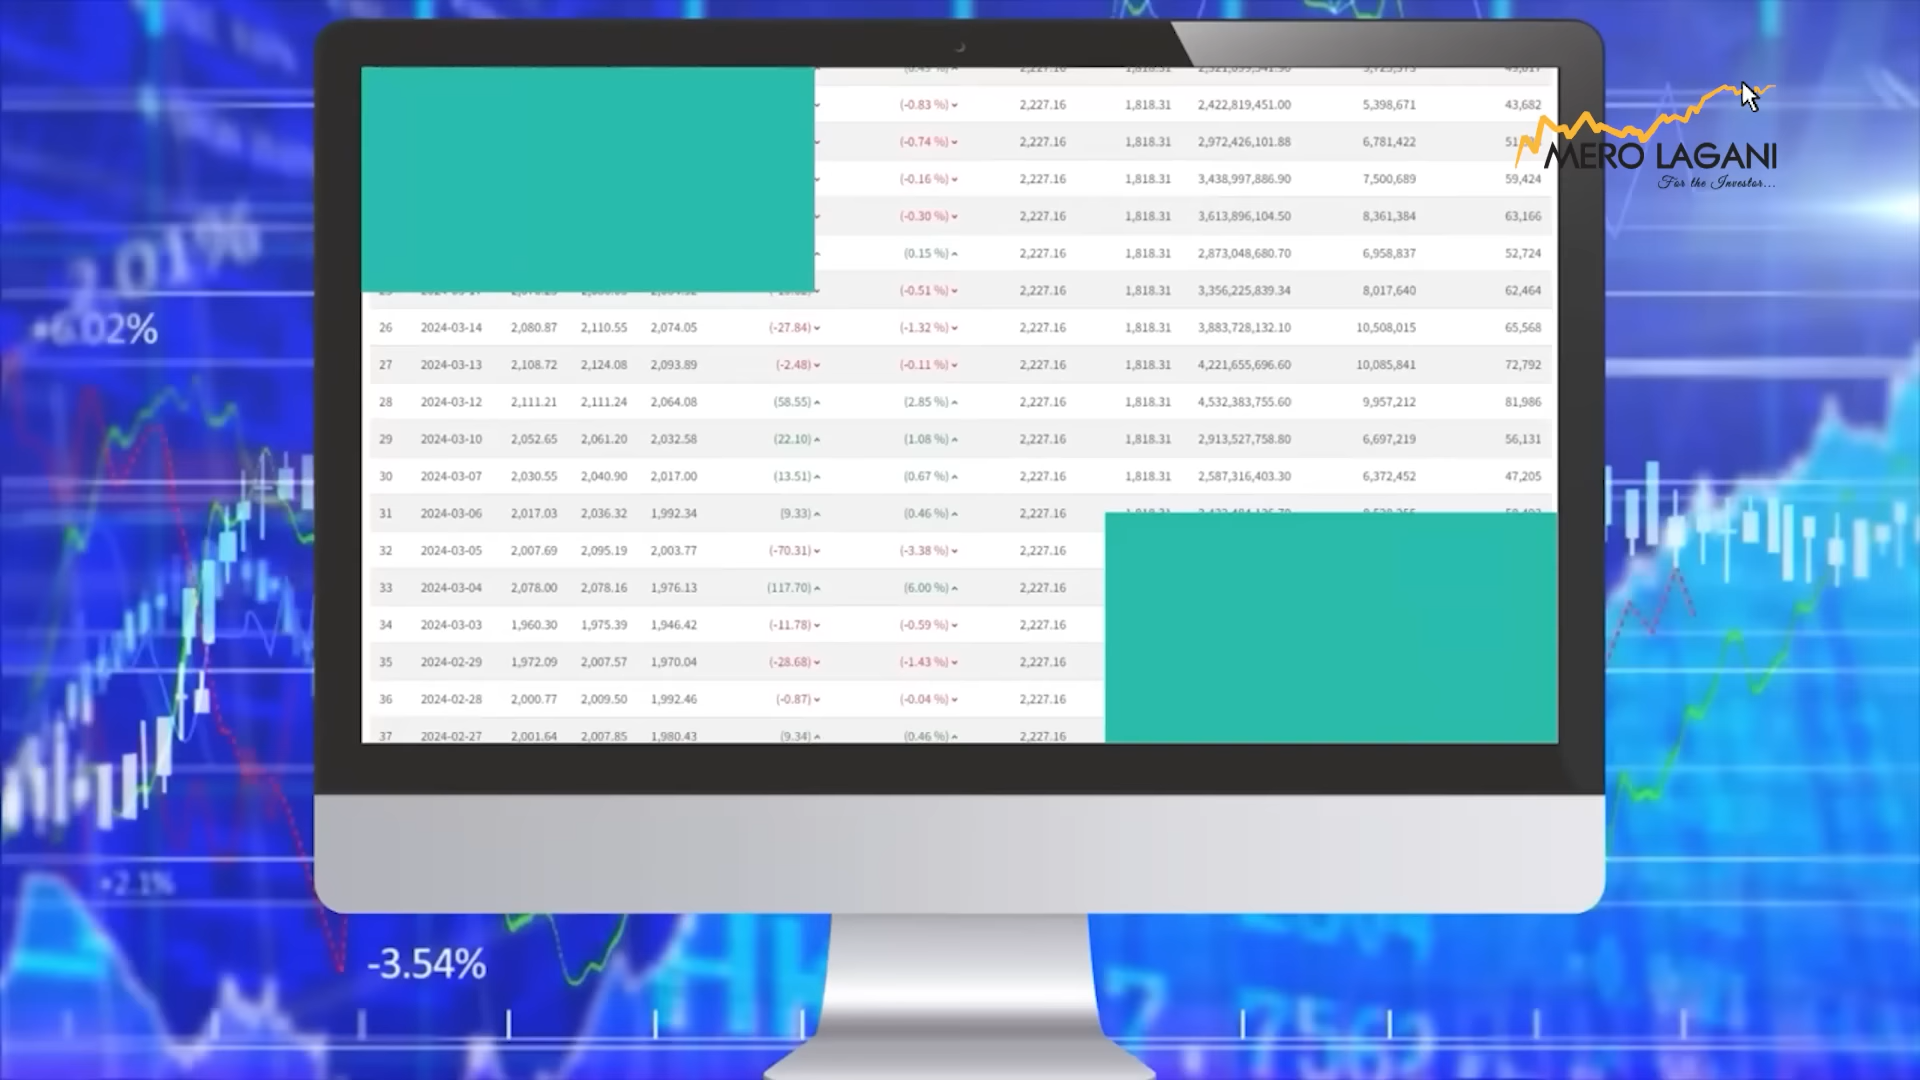 (-0.83 %) 2,227.16 1,818.31 2,422,819,451.00 5,398,671 43,682
(-0.74 %) 2,227.16 1,818.31 2,972,426,101.88 6,781,422
(-0.16 %) 2,227.16 1,818.31 3,438,997,886.90 7,500,689 59,424
(-0.30 %) 2,227.16 1,818.31 3,613,896,104.50 8,361,384 63,166
(0.15 %) 2,227.16 1,818.31 2,873,048,680.70 6,958,837 52,724
(-0.51 %) 2,227.16 1,818.31 3,356,225,839.34 8,017,640 62,464
26 2024-03-14 2,080.87 2,110.55 2,074.05 (-27.84) (-1.32 %) 2,227.16 1,818.31 3,883,728,132.10 10,508,015 65,568
27 2024-03-13 2,108.72 2,124.08 2,093.89 (-2.48) (-0.11 %) 2,227.16 1,818.31 4,221,655,696.60 10,085,841 72,792
28 2024-03-12 2,111.21 2,111.24 2,064.08 (58.55) (2.85 %) 2,227.16 1,818.31 4,532,383,755.60 9,957,212 81,986
29 2024-03-10 2,052.65 2,061.20 2,032.58 (22.10) (1.08 %) 2,227.16 1,818.31 2,913,527,758.80 6,697,219 56,131
30 2024-03-07 2,030.55 2,040.90 2,017.00 (13.51) (0.67 %) 2,227.16 1,818.31 2,587,316,403.30 6,372,452 47,205
31 2024-03-06 2,017.03 2,036.32 1,992.34 (9.33) (0.46 %) 2,227.16
32 2024-03-05 2,007.69 2,095.19 2,003.77 (-70.31) (-3.38 %) 2,227.16
33 2024-03-04 2,078.00 2,078.16 1,976.13 (117.70) (6.00 %) 2,227.16
34 2024-03-03 1,960.30 1,975.39 1,946.42 (-11.78) (-0.59 %) 2,227.16
35 2024-02-29 1,972.09 2,007.57 1,970.04 (-28.68) (-1.43 %) 2,227.16
36 2024-02-28 2,000.77 2,009.50 1,992.46 (-0.87) (-0.04 %) 2,227.16
37 2024-02-27 2,001.64 2,007.85 1,980.43 (9.34) (0.46 %) 2,227.16
MERO LAGANI
For the Investor...
2.01%
+6.02%
+2.1%
-3.54%